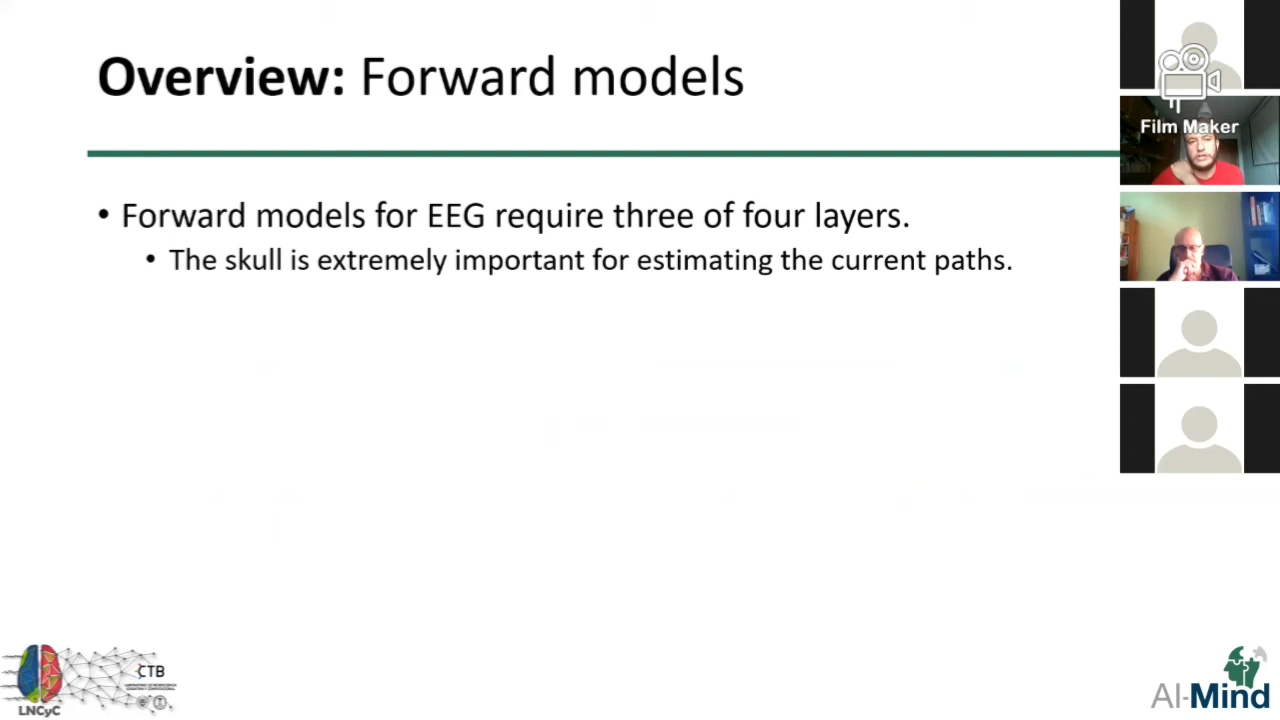 Overview: Forward models
Film Maker
• Forward models for EEG require three of four layers.
• The skull is extremely important for estimating the current paths.
CTB
LNCyC
AI-Mind